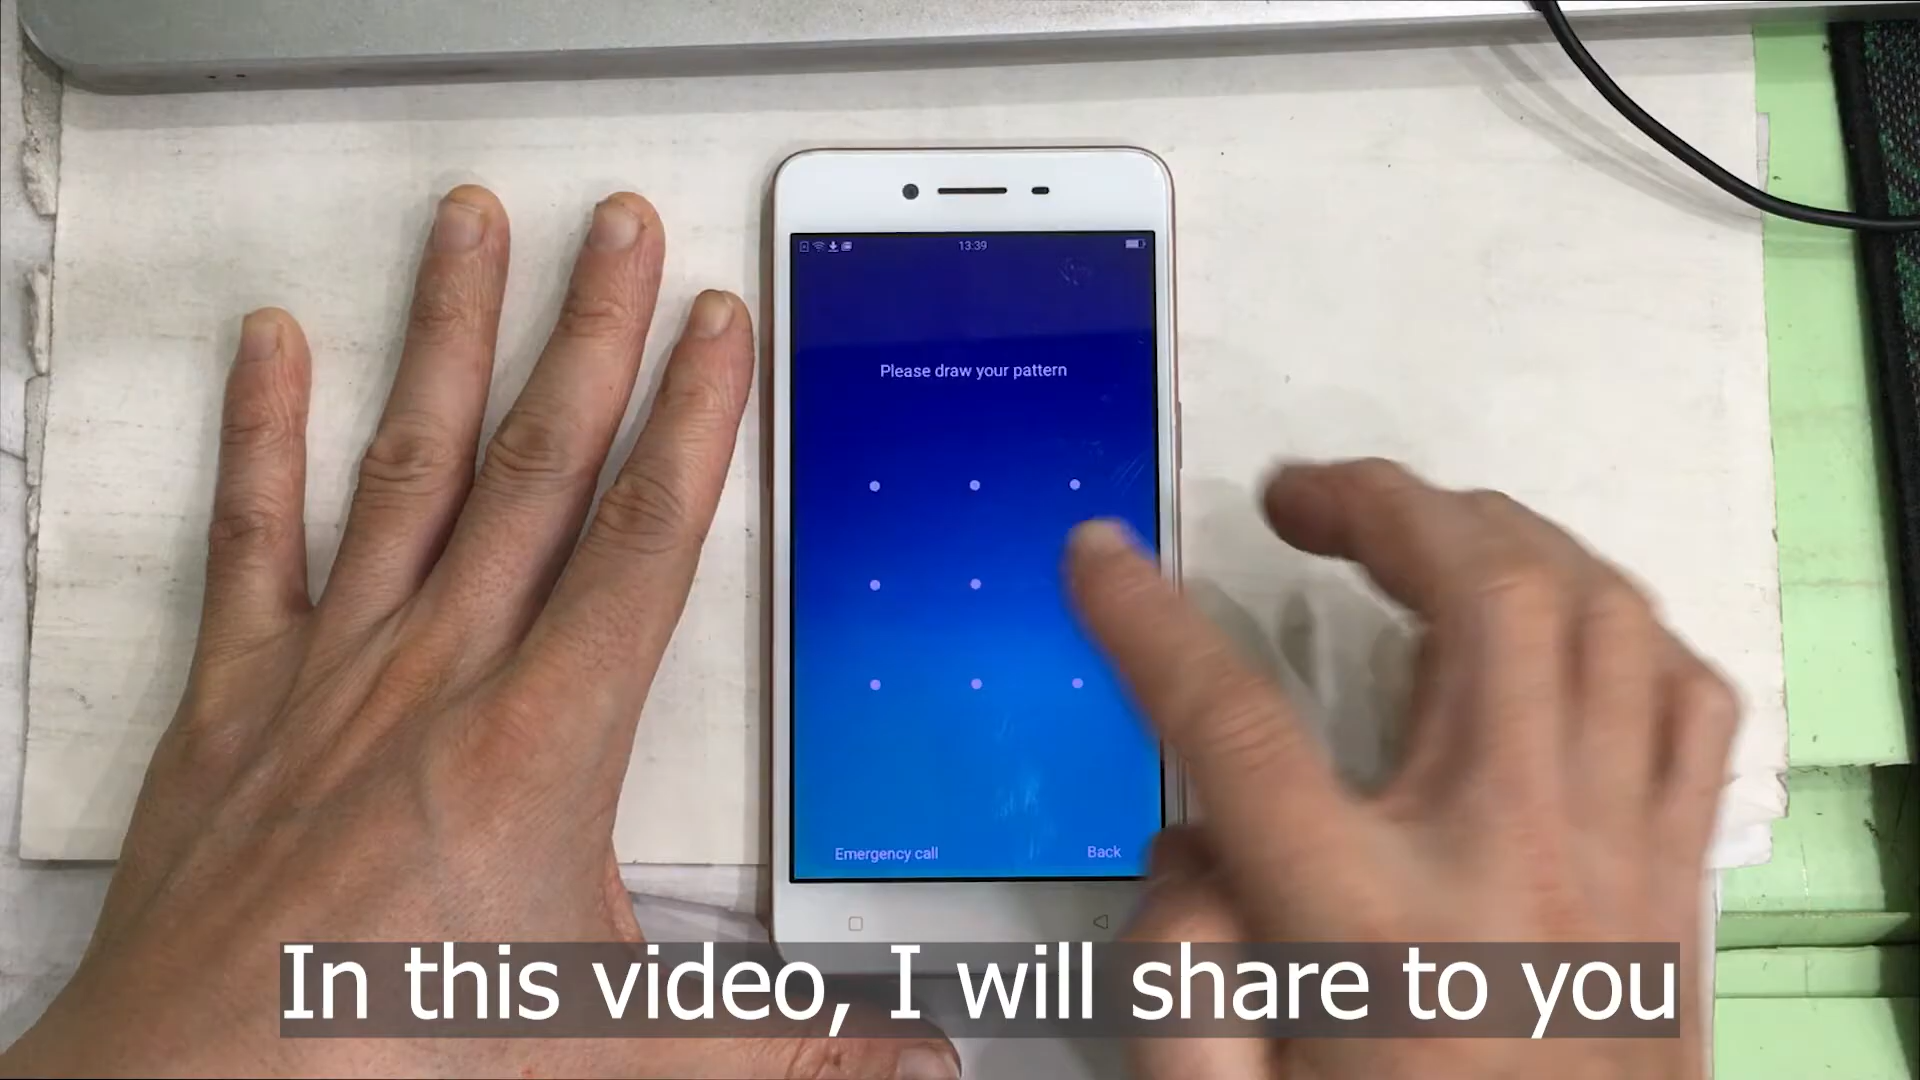 13:39
Please draw your pattern
Emergency call
Back
In this video, I will share to you